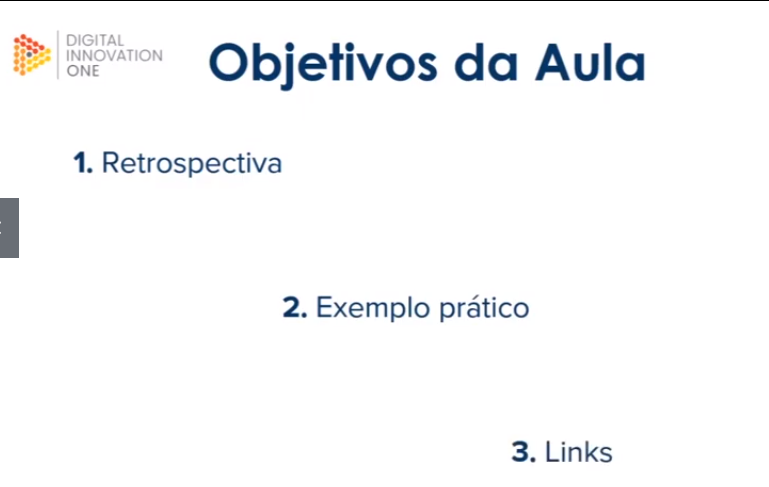 DIGITAL
INNOVATION
ONE
Objetivos da Aula
1. Retrospectiva
2. Exemplo prático
3. Links